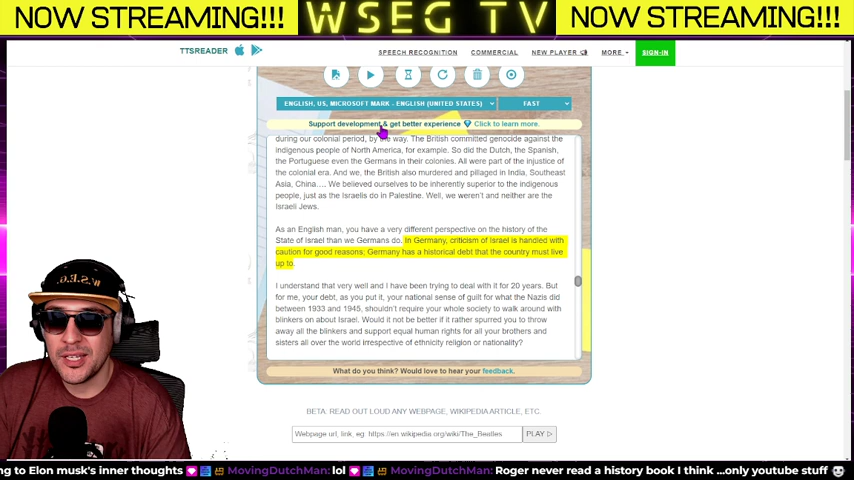 NOW STREAMING!!! WSEG TV NOW STREAMING!!!
TTSREADER SPEECH RECOGNITION COMMERCIAL NEW PLAYER MORE SIGN-IN
ENGLISH, US, MICROSOFT MARK - ENGLISH (UNITED STATES) FAST
Support development & get better experience Click to learn more.
during our colonial period, by the way. The British committed genocide against the
indigenous people of North America, for example. So did the Dutch, the Spanish,
the Portuguese even the Germans in their colonies. All were part of the injustice of
the colonial era. And we, the British also murdered and pillaged in India, Southeast
Asia, China.... We believed ourselves to be inherently superior to the indigenous
people, just as the Israelis do in Palestine. Well, we weren't and neither are the
Israeli Jews.
As an English man, you have a very different perspective on the history of the
State of Israel than we Germans do. In Germany, criticism of Israel is handled with
caution for good reasons; Germany has a historical debt that the country must live
up to.
I understand that very well and I have been trying to deal with it for 20 years. But
for me, your debt, as you put it, your national sense of guilt for what the Nazis did
between 1933 and 1945, shouldn't require your whole society to walk around with
blinkers on about Israel. Would it not be better if it rather spurred you to throw
away all the blinkers and support equal human rights for all your brothers and
sisters all over the world irrespective of ethnicity religion or nationality?
What do you think? Would love to hear your feedback.
BETA: READ OUT LOUD ANY WEBPAGE, WIKIPEDIA ARTICLE, ETC.
Webpage url, link, eg: https://en.wikipedia.org/wiki/The_Beatles PLAY ▷
W.S.E.G.
ng to Elon musk's inner thoughts MovingDutchMan: lol MovingDutchMan: Roger never read a history book I think ...only youtube stuff